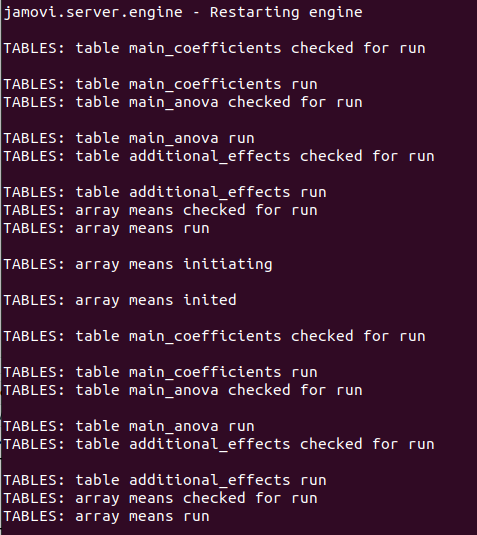 jamovi.server.engine - Restarting engine
TABLES: table main_coefficients checked for run
TABLES: table main_coefficients run
TABLES: table main_anova checked for run
TABLES: table main_anova run
TABLES: table additional_effects checked for run
TABLES: table additional_effects run
TABLES: array means checked for run
TABLES: array means run
TABLES: array means initiating
TABLES: array means inited
TABLES: table main_coefficients checked for run
TABLES: table main_coefficients run
TABLES: table main_anova checked for run
TABLES: table main_anova run
TABLES: table additional_effects checked for run
TABLES: table additional_effects run
TABLES: array means checked for run
TABLES: array means run